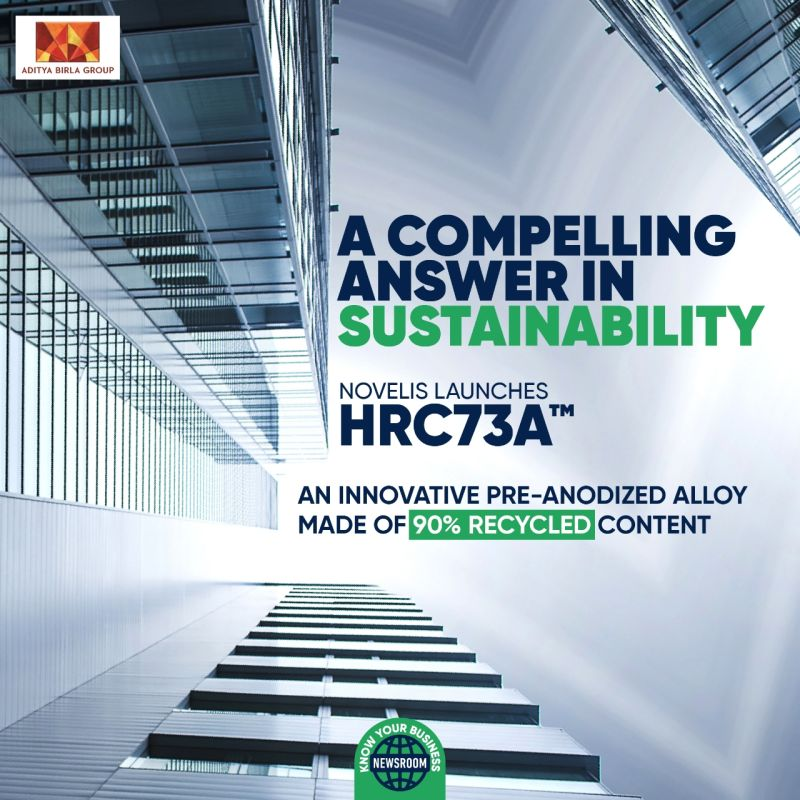 ADITYA BIRLA GROUP
A COMPELLING
ANSWER IN
SUSTAINABILITY
NOVELIS LAUNCHES
HRC73A™
AN INNOVATIVE PRE-ANODIZED ALLOY
MADE OF 90% RECYCLED CONTENT
KNOW YOUR BUSINESS
NEWSROOM